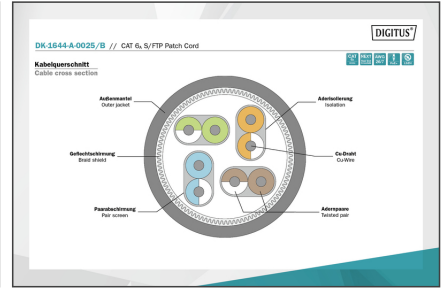 DIGITUS®
DK-1644-A-0025/B // CAT 6A S/FTP Patch Cord
Kabelquerschnitt
Cable cross section
Außenmantel
Outer jacket
Aderisolierung
Isolation
Geflechtschirmung
Braid shield
Cu-Draht
Cu-Wire
Paarabschirmung
Pair screen
Adernpaare
Twisted pair